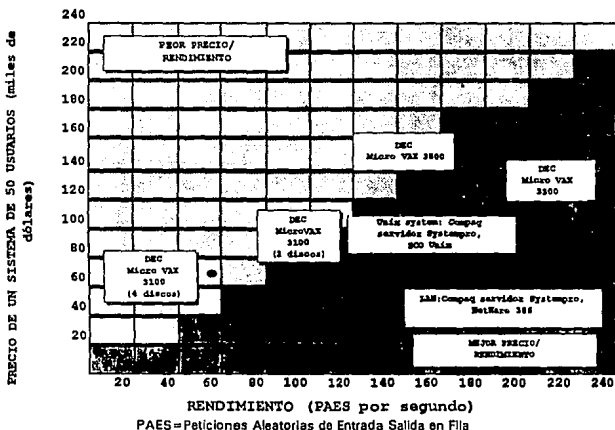 PRECIO DE UN SISTEMA DE 50 USUARIOS (miles de
dólares)
240
220
200
180
160
140
120
100
80
60
40
20
PEOR PRECIO/
RENDIMIENTO
DEC
Micro VAX 3800
DEC
Micro VAX
3300
DEC
MicroVAX
3100
(2 discos)
Unix system: Compaq
servidor Systempro,
SCO Unix
DEC
Micro VAX
3100
(4 discos)
LAN:Compaq servidor Systempro,
NetWare 386
MEJOR PRECIO/
RENDIMIENTO
20 40 60 80 100 120 140 160 180 200 220 240
RENDIMIENTO (PAES por segundo)
PAES=Peticiones Aleatorias de Entrada Salida en Fila